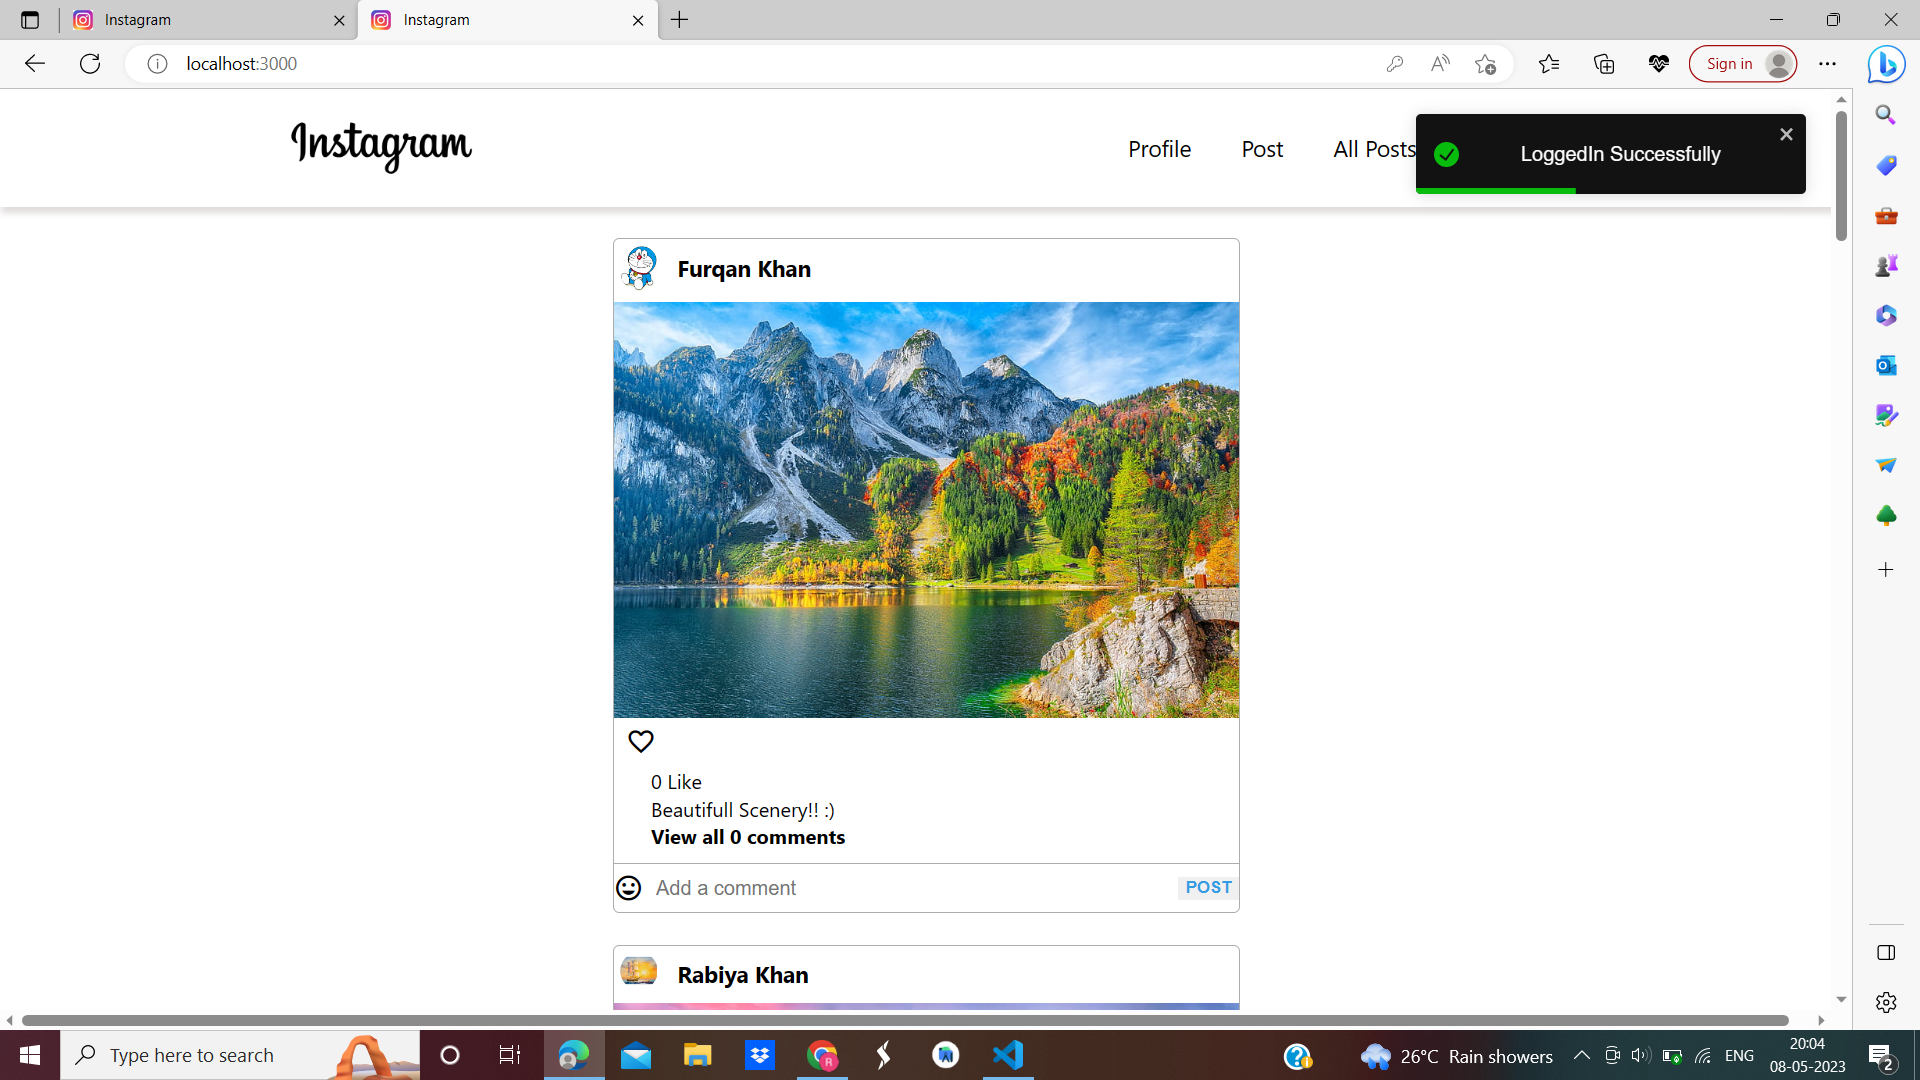 Instagram
Instagram
localhost:3000
Sign in
Instagram
Profile
Post
All Posts
LoggedIn Successfully
Furqan Khan
0 Like
Beautifull Scenery!! :)
View all 0 comments
Add a comment
POST
Rabiya Khan
Type here to search
26°C Rain showers
ENG
20:04
08-05-2023
2